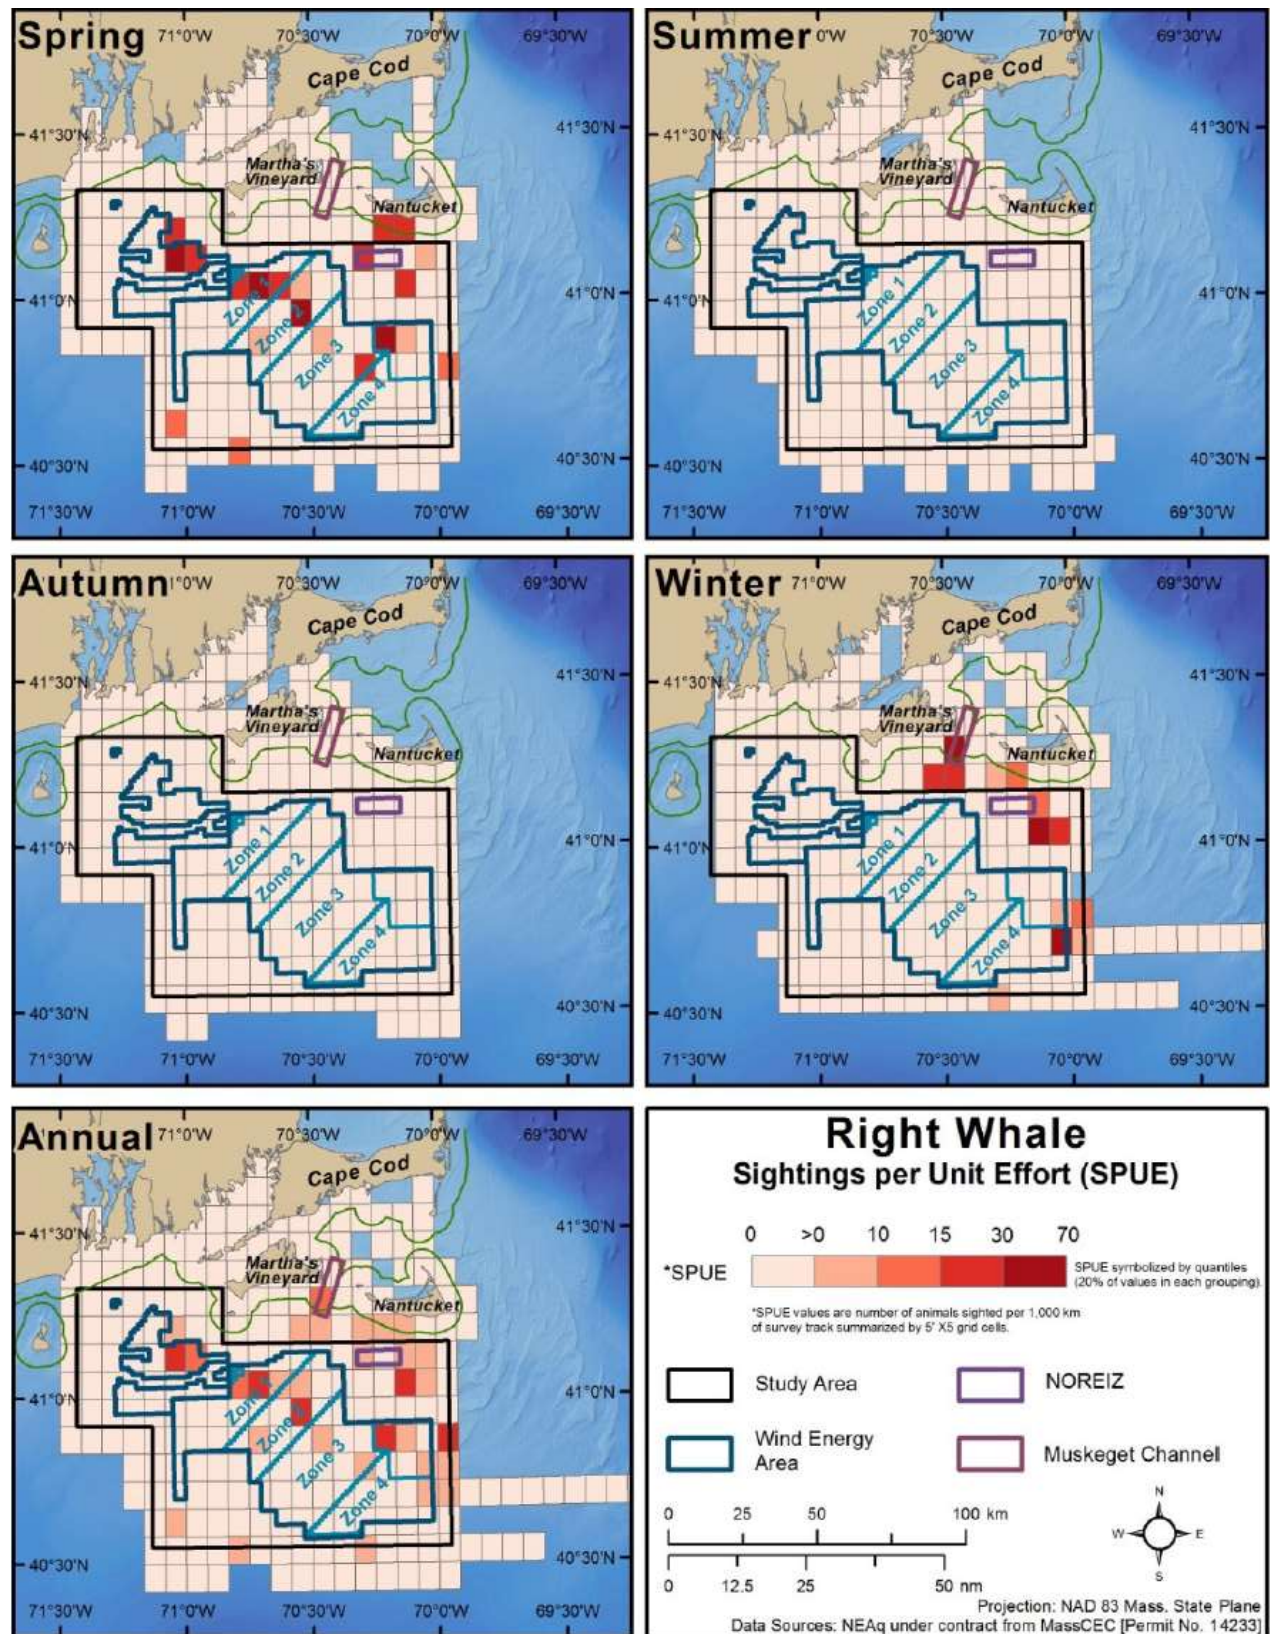 Spring
71°0'W
70°30'W
70°0'W
69°30'W
Cape Cod
41°30'N
41°30'N
Martha's
Vineyard
Nantucket
41°0'N
41°0'N
Zone 1
Zone 2
Zone 3
Zone 4
40°30'N
40°30'N
71°30'W
71°0'W
70°30'W
70°0'W
69°30'W
Summer
0'W
70°30'W
70°0'W
69°30'W
Cape Cod
41°30'N
41°30'N
Martha's
Vineyard
Nantucket
41°0'N
41°0'N
Zone 1
Zone 2
Zone 3
Zone 4
40°30'N
40°30'N
71°30'W
71°0'W
70°30'W
70°0'W
69°30'W
Autumn
1°0'W
70°30'W
70°0'W
69°30'W
Cape Cod
41°30'N
41°30'N
Martha's
Vineyard
Nantucket
41°0'N
41°0'N
Zone 1
Zone 2
Zone 3
Zone 4
40°30'N
40°30'N
71°30'W
71°0'W
70°30'W
70°0'W
69°30'W
Winter
71°0'W
70°30'W
70°0'W
69°30'W
Cape Cod
41°30'N
41°30'N
Martha's
Vineyard
Nantucket
41°0'N
41°0'N
Zone 1
Zone 2
Zone 3
Zone 4
40°30'N
40°30'N
71°30'W
71°0'W
70°30'W
70°0'W
69°30'W
Annual
71°0'W
70°30'W
70°0'W
69°30'W
Cape Cod
41°30'N
41°30'N
Martha's
Vineyard
Nantucket
41°0'N
41°0'N
Zone 1
Zone 2
Zone 3
Zone 4
40°30'N
40°30'N
71°30'W
71°0'W
70°30'W
70°0'W
69°30'W
Right Whale
Sightings per Unit Effort (SPUE)
0 >0 10 15 30 70
*SPUE
SPUE symbolized by quantiles
(20% of values in each grouping).
*SPUE values are number of animals sighted per 1,000 km
of survey track summarized by 5' X5 grid cells.
Study Area
NOREIZ
Wind Energy
Area
Muskeget Channel
0 25 50 100 km
0 12.5 25 50 nm
N
W E
S
Projection: NAD 83 Mass. State Plane
Data Sources: NEAq under contract from MassCEC [Permit No. 14233]